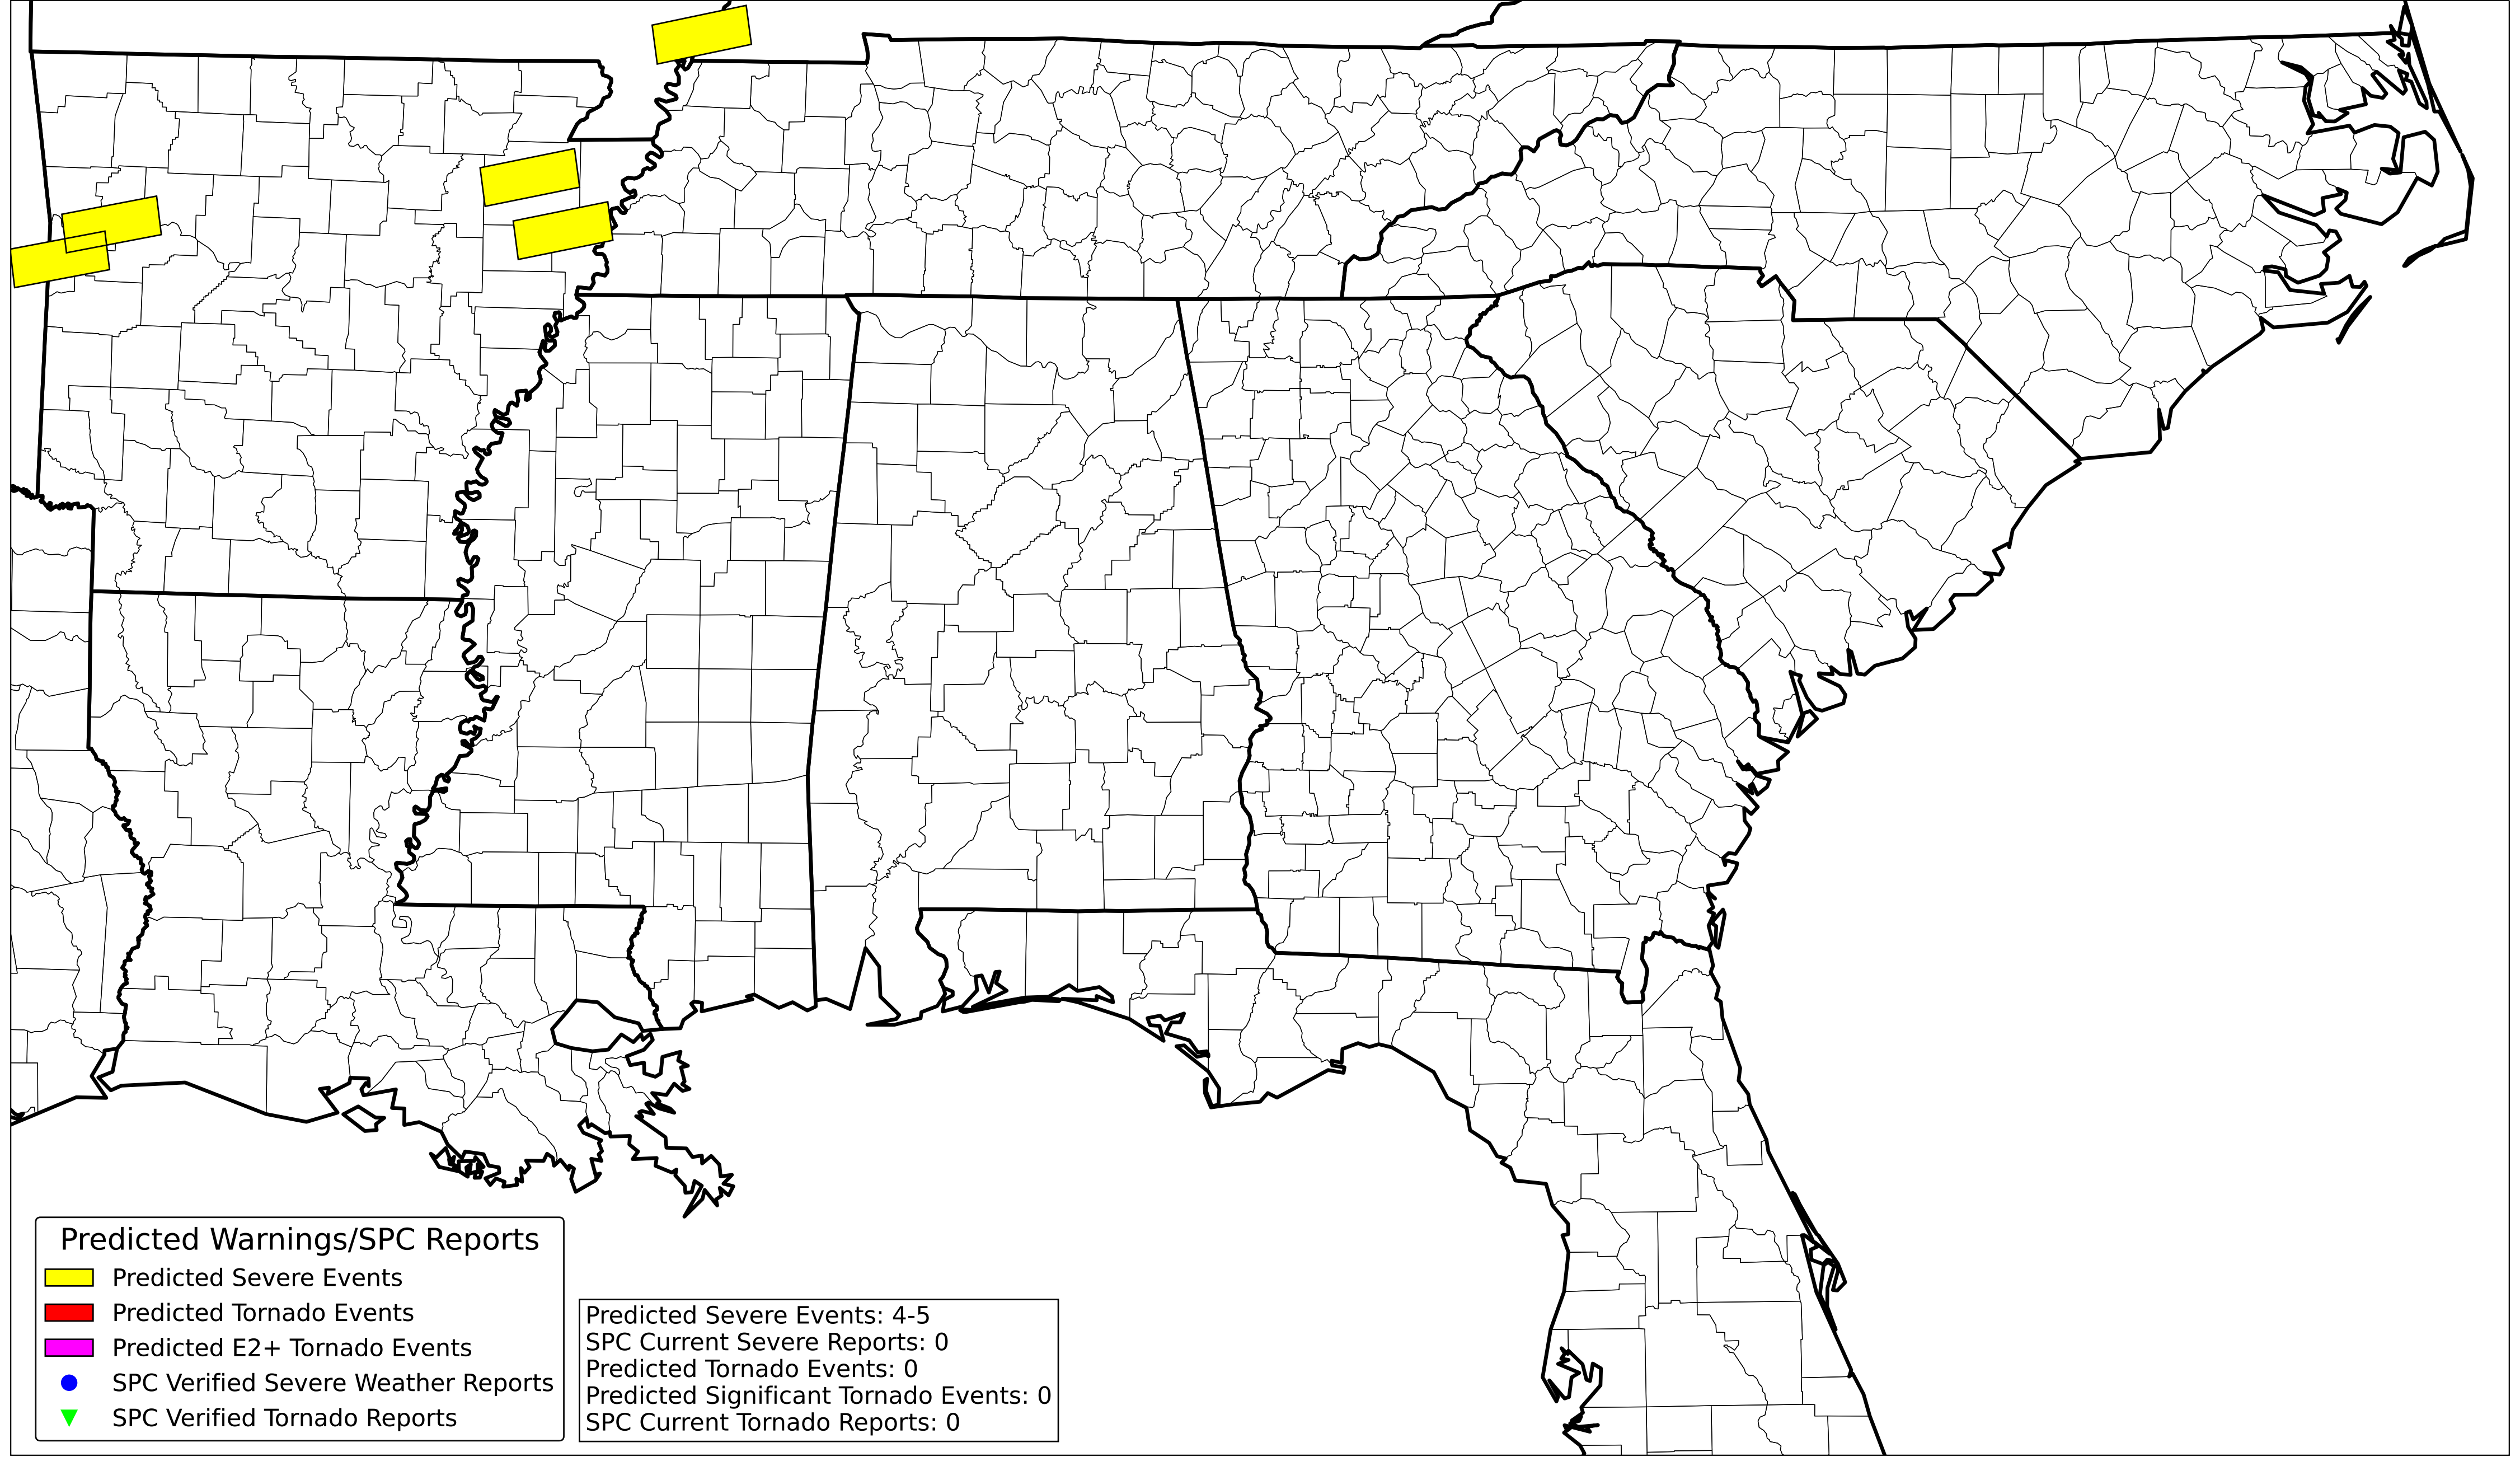 Predicted Warnings/SPC Reports
Predicted Severe Events
Predicted Tornado Events
Predicted E2+ Tornado Events
SPC Verified Severe Weather Reports
SPC Verified Tornado Reports
Predicted Severe Events: 4-5
SPC Current Severe Reports: 0
Predicted Tornado Events: 0
Predicted Significant Tornado Events: 0
SPC Current Tornado Reports: 0